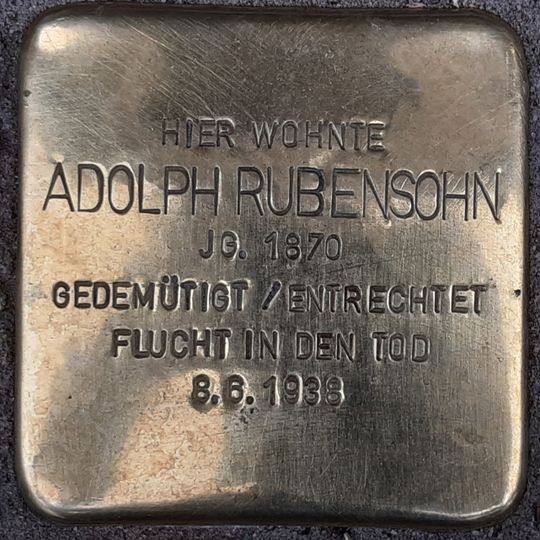 HIER WOHNTE
ADOLPH RUBENSOHN
JG. 1870
GEDEMÜTIGT / ENTRECHTET
FLUCHT IN DEN TOD
8.6.1938